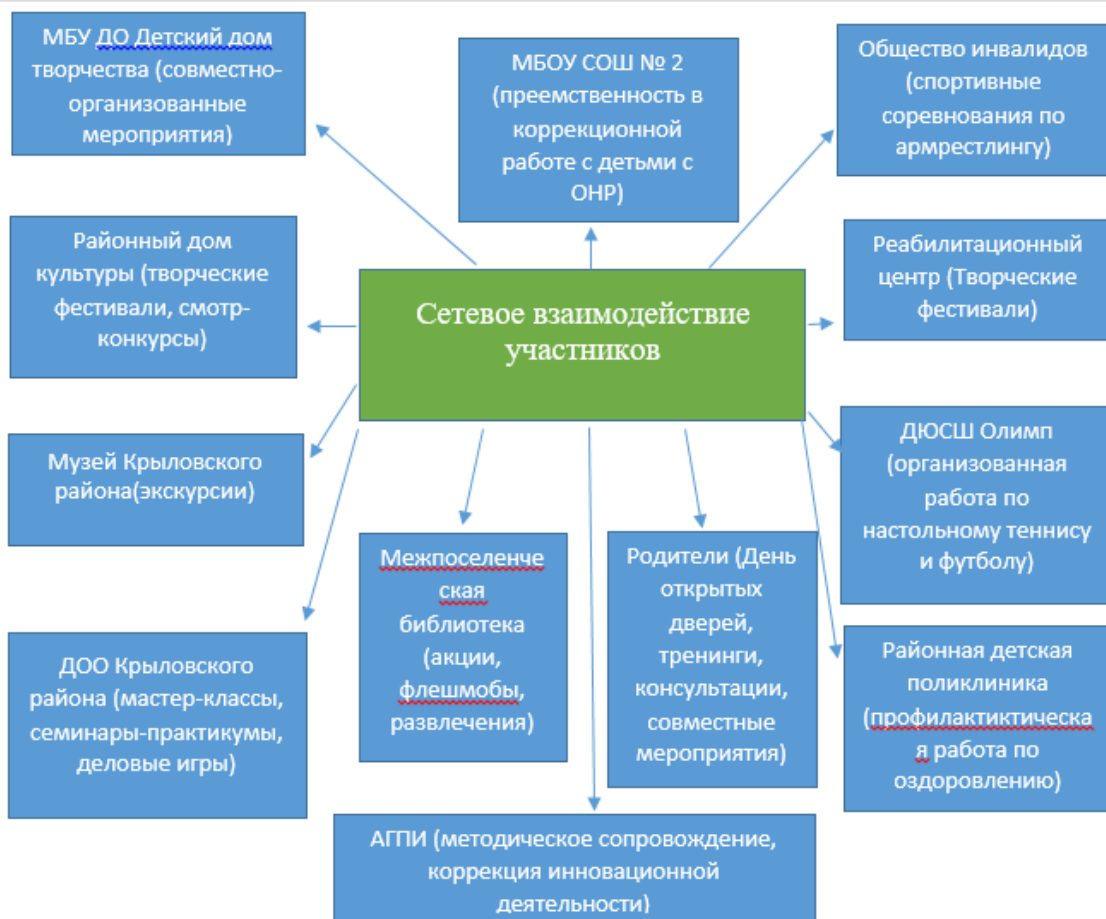 МБУ ДО Детский дом
творчества (совместно-
организованные
мероприятия)
МБОУ СОШ № 2
(преемственность в
коррекционной
работе с детьми с
ОНР)
Общество инвалидов
(спортивные
соревнования по
армрестлингу)
Районный дом
культуры (творческие
фестивали, смотр-
конкурсы)
Сетевое взаимодействие
участников
Реабилитационный
центр (Творческие
фестивали)
Музей Крыловского
района(экскурсии)
ДЮСШ Олимп
(организованная
работа по
настольному теннису
и футболу)
ДОО Крыловского
района (мастер-классы,
семинары-практикумы,
деловые игры)
Межпоселенче
ская
библиотека
(акции,
флешмобы,
развлечения)
Родители (День
открытых
дверей,
тренинги,
консультации,
совместные
мероприятия)
Районная детская
поликлиника
(профилактиктическа
я работа по
оздоровлению)
АГПИ (методическое сопровождение,
коррекция инновационной
деятельности)